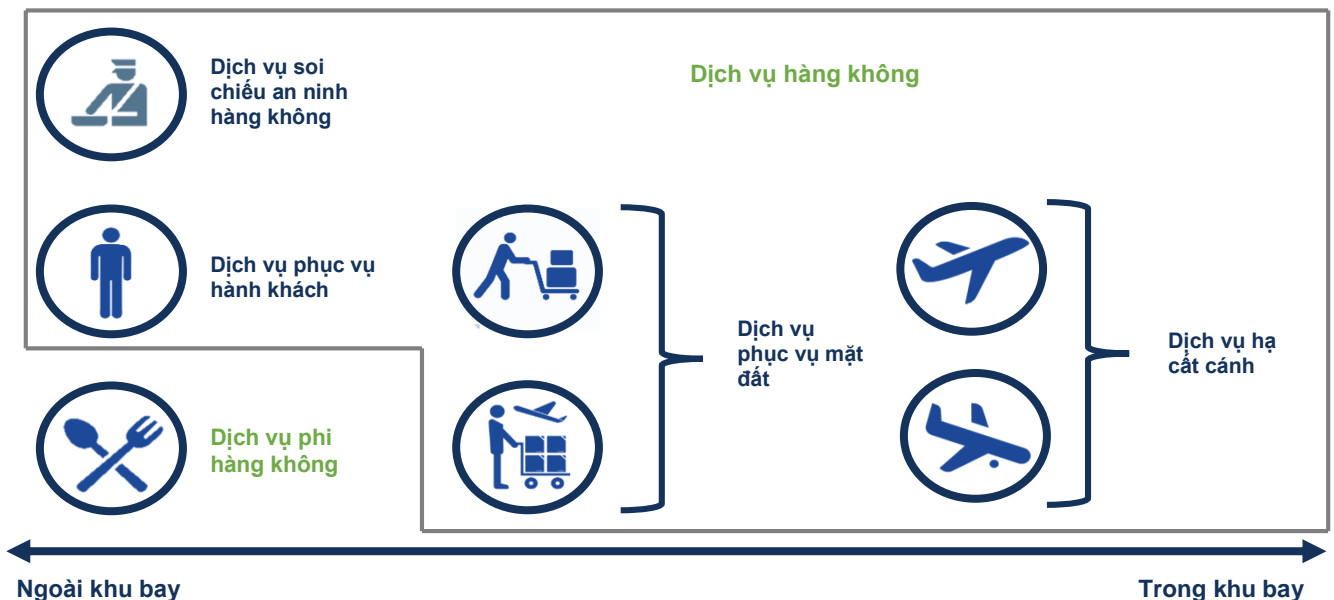 Dịch vụ soi
chiếu an ninh
hàng không
Dịch vụ hàng không
Dịch vụ phục vụ
hành khách
Dịch vụ
phục vụ mặt
đất
Dịch vụ hạ
cất cánh
Dịch vụ phi
hàng không
Ngoài khu bay
Trong khu bay